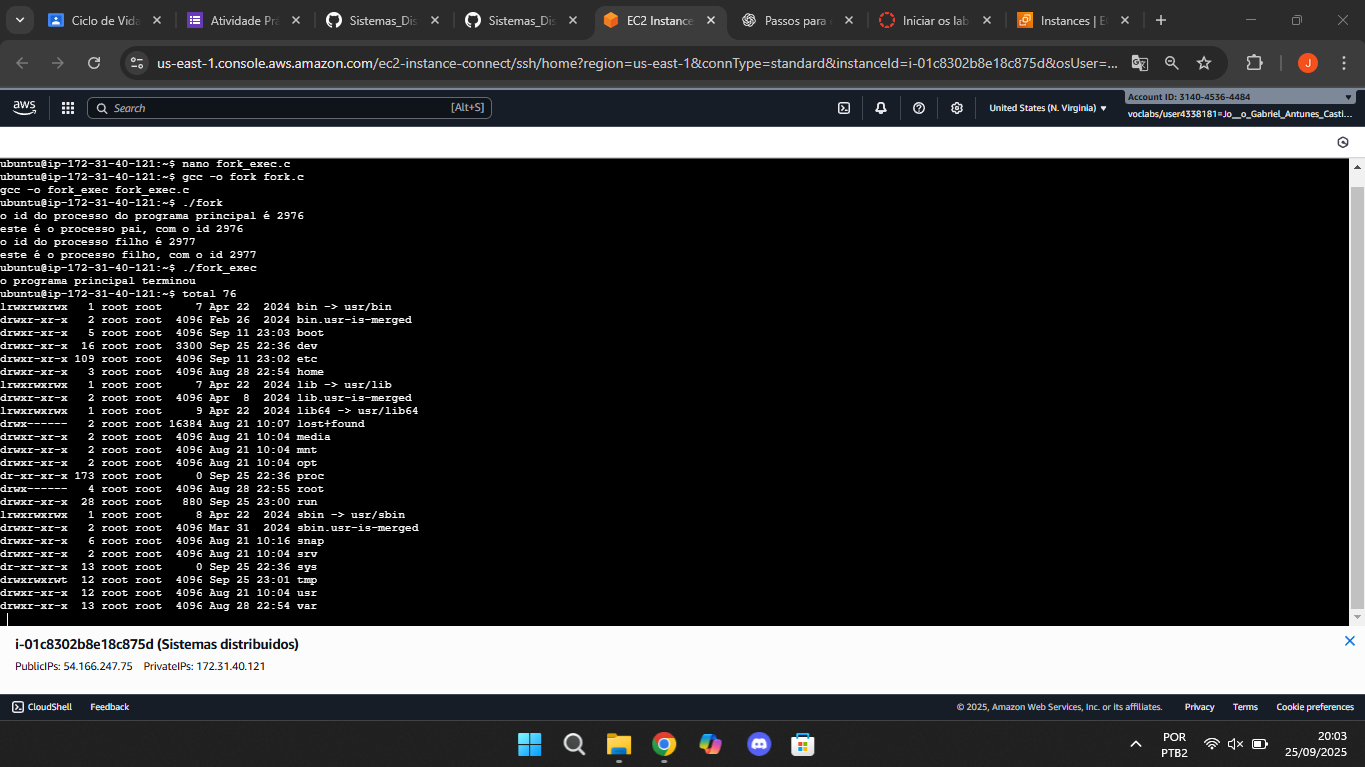 Ciclo de Vida
Atividade Prá
Sistemas_Dis
Sistemas_Dis
EC2 Instance
Passos para
Iniciar os lab
Instances | E
us-east-1.console.aws.amazon.com/ec2-instance-connect/ssh/home?region=us-east-1&connType=standard&instanceId=i-01c8302b8e18c875d&osUser=...
J
aws
Search
[Alt+S]
United States (N. Virginia)
Account ID: 3140-4536-4484
voclabs/user4338181=Jo__o_Gabriel_Antunes_Casti...
ubuntu@ip-172-31-40-121:~$ nano fork_exec.c
ubuntu@ip-172-31-40-121:~$ gcc -o fork fork.c
gcc -o fork_exec fork_exec.c
ubuntu@ip-172-31-40-121:~$ ./fork
o id do processo do programa principal é 2976
este é o processo pai, com o id 2976
o id do processo filho é 2977
este é o processo filho, com o id 2977
ubuntu@ip-172-31-40-121:~$ ./fork_exec
o programa principal terminou
ubuntu@ip-172-31-40-121:~$ total 76
lrwxrwxrwx   1 root root     7 Apr 22  2024 bin -> usr/bin
drwxr-xr-x   2 root root  4096 Feb 26  2024 bin.usr-is-merged
drwxr-xr-x   5 root root  4096 Sep 11 23:03 boot
drwxr-xr-x  16 root root  3300 Sep 25 22:36 dev
drwxr-xr-x 109 root root  4096 Sep 11 23:02 etc
drwxr-xr-x   3 root root  4096 Aug 28 22:54 home
lrwxrwxrwx   1 root root     7 Apr 22  2024 lib -> usr/lib
drwxr-xr-x   2 root root  4096 Apr  8  2024 lib.usr-is-merged
lrwxrwxrwx   1 root root     9 Apr 22  2024 lib64 -> usr/lib64
drwx------   2 root root 16384 Aug 21 10:07 lost+found
drwxr-xr-x   2 root root  4096 Aug 21 10:04 media
drwxr-xr-x   2 root root  4096 Aug 21 10:04 mnt
drwxr-xr-x   2 root root  4096 Aug 21 10:04 opt
dr-xr-xr-x 173 root root     0 Sep 25 22:36 proc
drwx------   4 root root  4096 Aug 28 22:55 root
drwxr-xr-x  28 root root   880 Sep 25 23:00 run
lrwxrwxrwx   1 root root     8 Apr 22  2024 sbin -> usr/sbin
drwxr-xr-x   2 root root  4096 Mar 31  2024 sbin.usr-is-merged
drwxr-xr-x   6 root root  4096 Aug 21 10:16 snap
drwxr-xr-x   2 root root  4096 Aug 21 10:04 srv
dr-xr-xr-x  13 root root     0 Sep 25 22:36 sys
drwxrwxrwt  12 root root  4096 Sep 25 23:01 tmp
drwxr-xr-x  12 root root  4096 Aug 21 10:04 usr
drwxr-xr-x  13 root root  4096 Aug 28 22:54 var
i-01c8302b8e18c875d (Sistemas distribuidos)
PublicIPs: 54.166.247.75 PrivateIPs: 172.31.40.121
CloudShell
Feedback
© 2025, Amazon Web Services, Inc. or its affiliates.
Privacy
Terms
Cookie preferences
POR
PTB2
20:03
25/09/2025